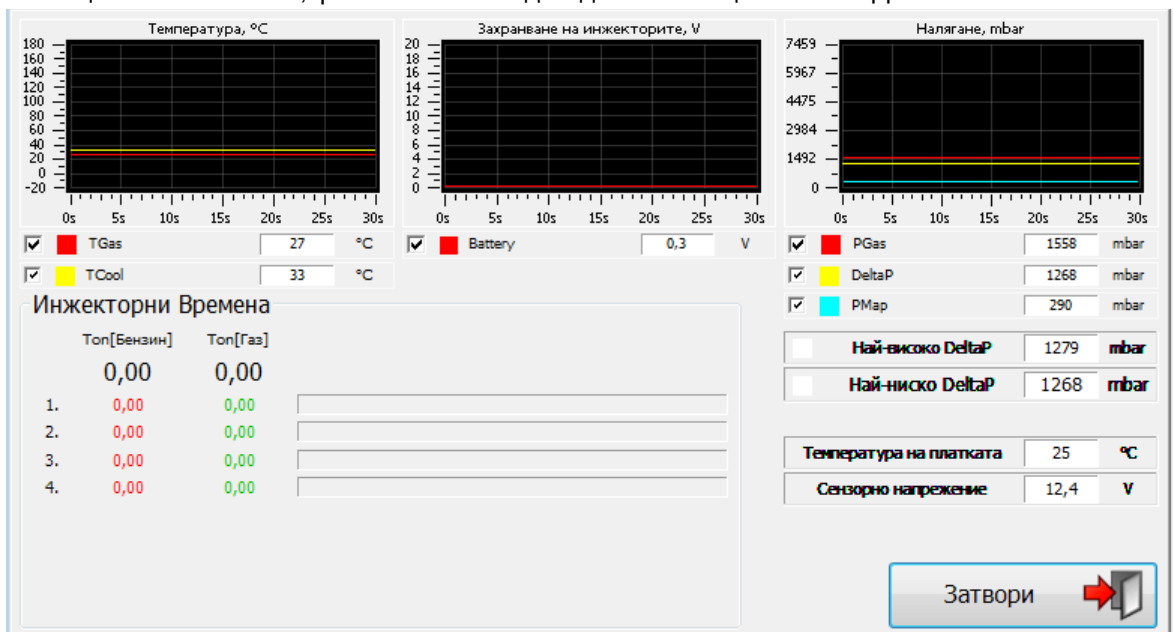 Температура, °C
180
160
140
120
100
80
60
40
20
0
-20
0s 5s 10s 15s 20s 25s 30s
TGas 27 °C
TCool 33 °C
Захранване на инжекторите, V
20
18
16
14
12
10
8
6
4
2
0
0s 5s 10s 15s 20s 25s 30s
Battery 0,3 V
Налягане, mbar
7459
5967
4475
2984
1492
0
0s 5s 10s 15s 20s 25s 30s
PGas 1558 mbar
DeltaP 1268 mbar
PMap 290 mbar
Инжекторни Времена
Топ[Бензин] Топ[Газ]
0,00 0,00
1. 0,00 0,00
2. 0,00 0,00
3. 0,00 0,00
4. 0,00 0,00
Най-високо DeltaP 1279 mbar
Най-ниско DeltaP 1268 mbar
Температура на платката 25 °C
Сензорно напрежение 12,4 V
Затвори